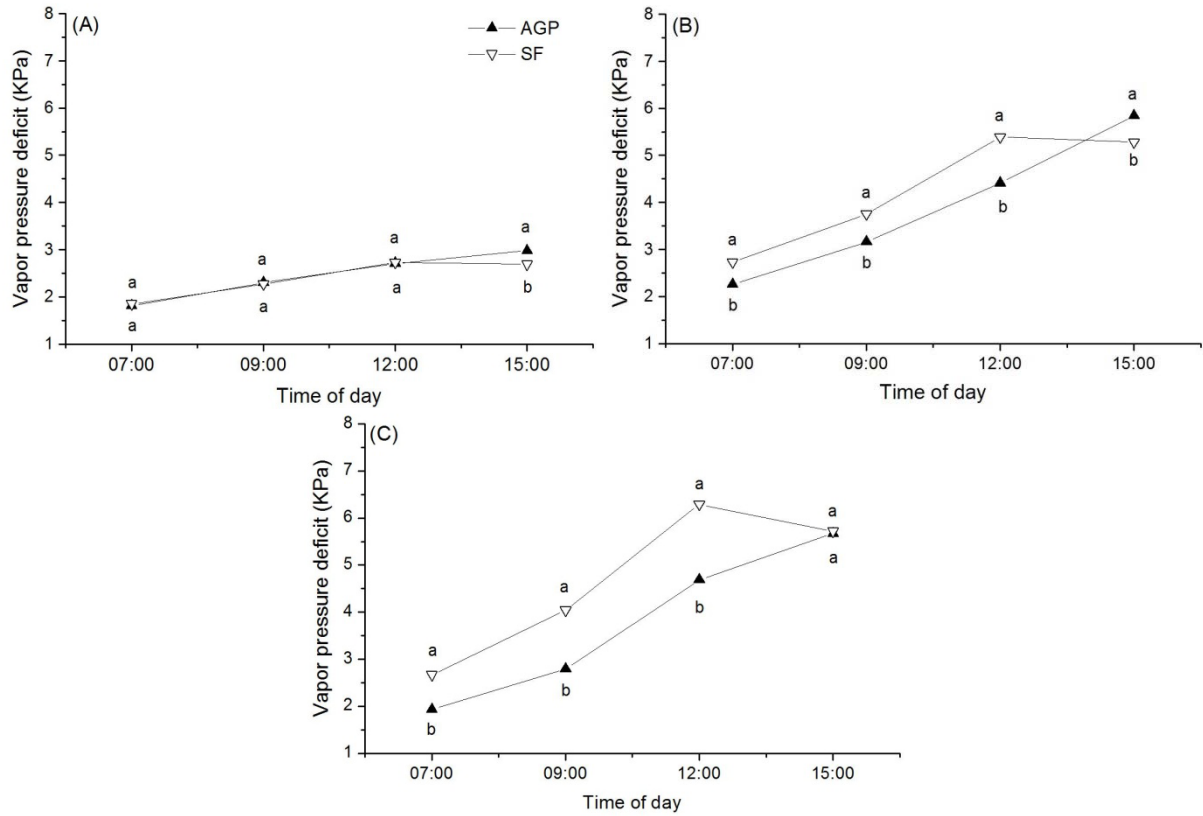 (A)
AGP
SF
Vapor pressure deficit (KPa)
8
7
6
5
4
3
2
1
a a a a
a a a b
07:00 09:00 12:00 15:00
Time of day
(B)
Vapor pressure deficit (KPa)
8
7
6
5
4
3
2
1
a a a a
b b b b
07:00 09:00 12:00 15:00
Time of day
(C)
Vapor pressure deficit (KPa)
8
7
6
5
4
3
2
1
a a a a
b b b a
07:00 09:00 12:00 15:00
Time of day